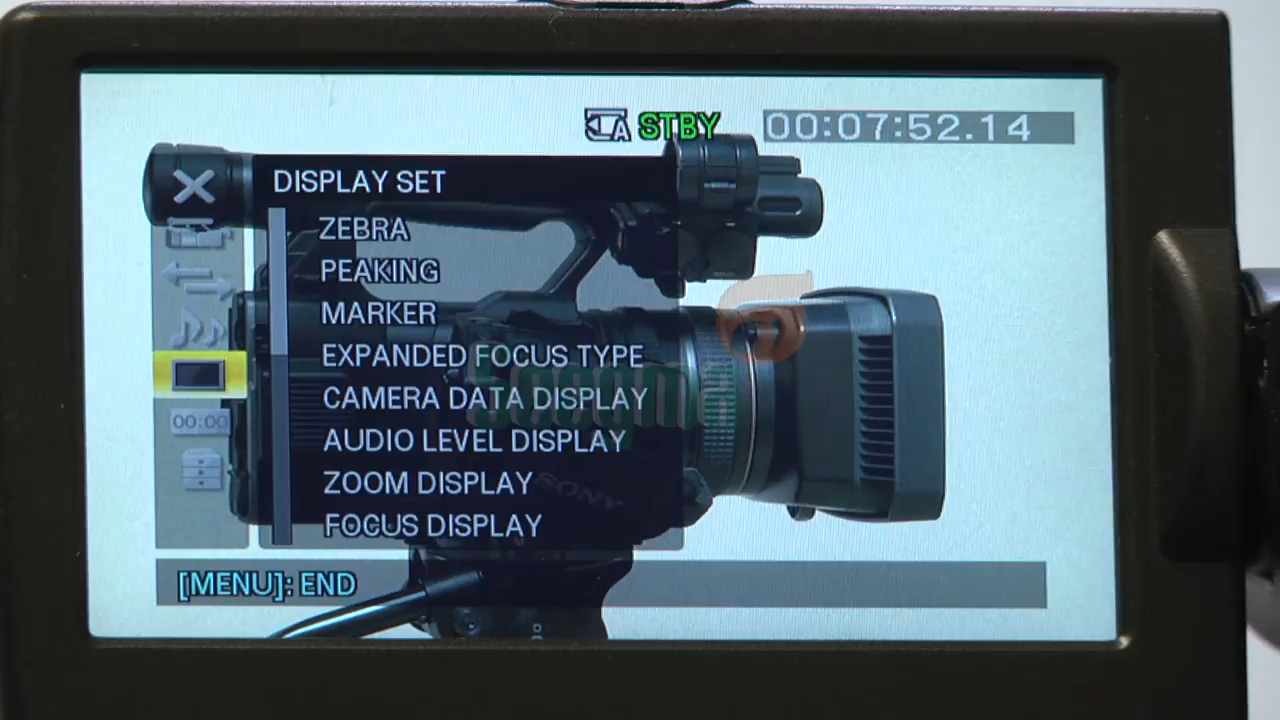 A STBY 00:07:52.14
DISPLAY SET
ZEBRA
PEAKING
MARKER
EXPANDED FOCUS TYPE
CAMERA DATA DISPLAY
00:00
AUDIO LEVEL DISPLAY
ZOOM DISPLAY
SONY
FOCUS DISPLAY
[MENU]: END